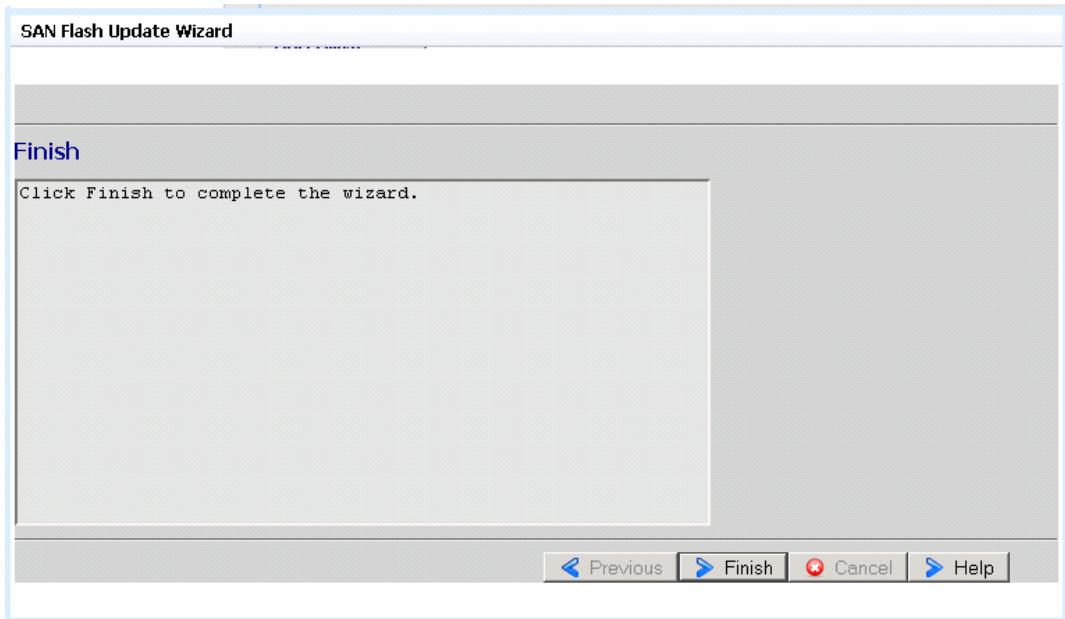 SAN Flash Update Wizard
Finish
Click Finish to complete the wizard.
Previous Finish Cancel Help